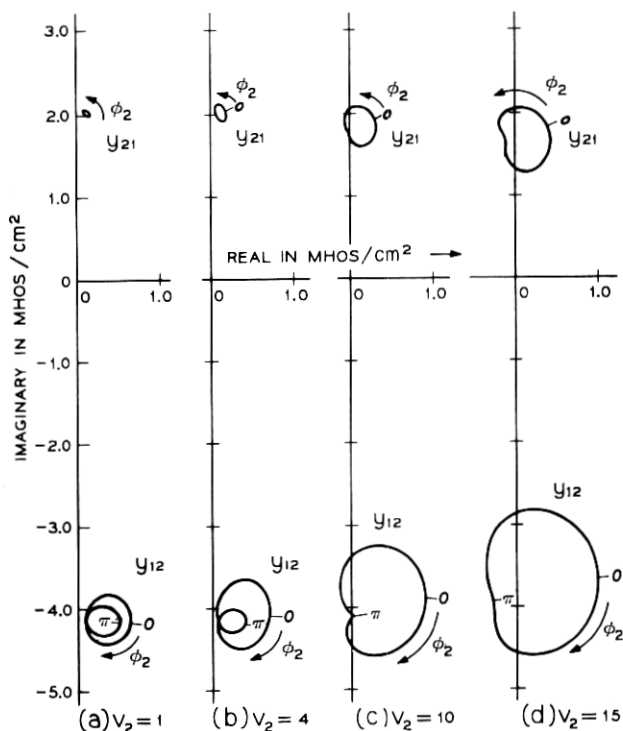 3.0
2.0
1.0
0
-1.0
-2.0
-3.0
-4.0
-5.0
IMAGINARY IN MHOS/cm²
REAL IN MHOS/cm²
ϕ₂
y₂₁
0 1.0
y₁₂
π 0
ϕ₂
(a) V₂ = 1
ϕ₂
0
y₂₁
0 1.0
y₁₂
π 0
ϕ₂
(b) V₂ = 4
ϕ₂
0
y₂₁
0 1.0
y₁₂
π 0
ϕ₂
(c) V₂ = 10
ϕ₂
0
y₂₁
0 1.0
y₁₂
π 0
ϕ₂
(d) V₂ = 15